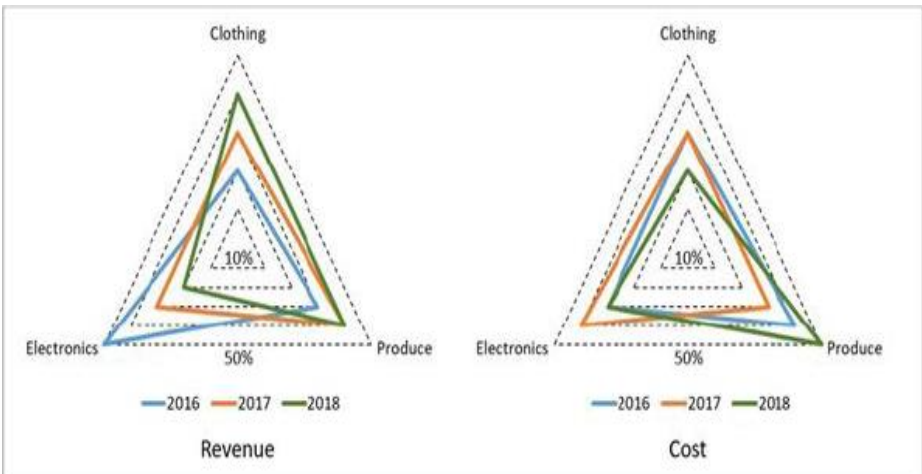 Clothing
10%
Electronics
Produce
50%
2016 2017 2018
Revenue
Clothing
10%
Electronics
Produce
50%
2016 2017 2018
Cost